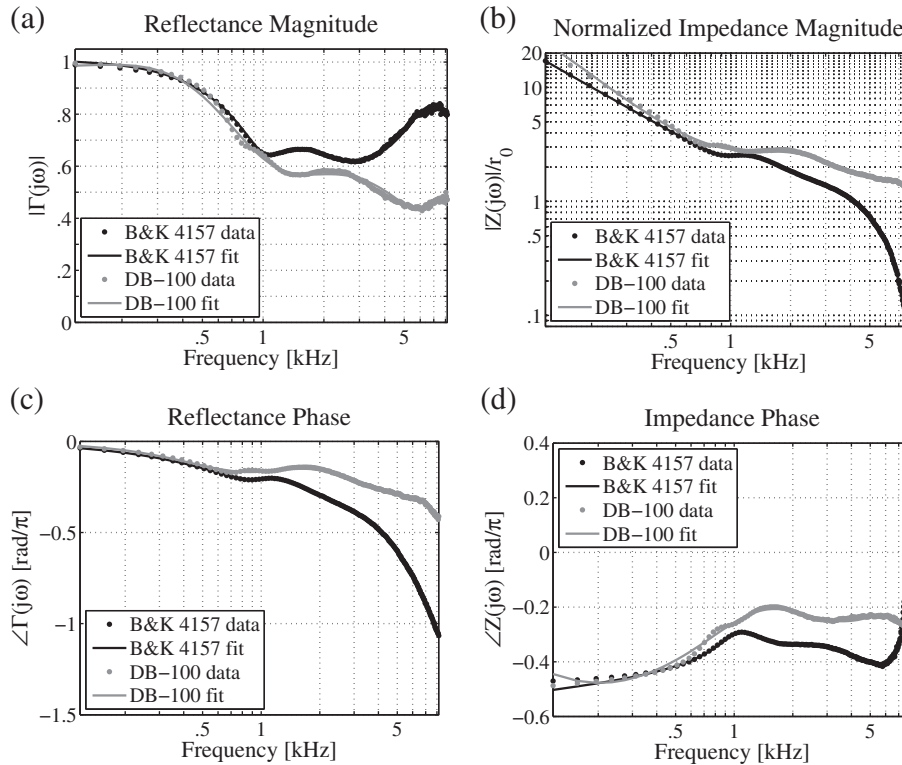 (a)
Reflectance Magnitude
|Γ(jω)|
1
.8
.6
.4
.2
0
B&K 4157 data
B&K 4157 fit
DB−100 data
DB−100 fit
.5
1
5
Frequency [kHz]
(b)
Normalized Impedance Magnitude
|Z(jω)|/r0
20
10
5
2
1
.5
.1
B&K 4157 data
B&K 4157 fit
DB−100 data
DB−100 fit
.5
1
5
Frequency [kHz]
(c)
Reflectance Phase
∠Γ(jω) [rad/π]
−0
−0.5
−1
−1.5
B&K 4157 data
B&K 4157 fit
DB−100 data
DB−100 fit
.5
1
5
Frequency [kHz]
(d)
Impedance Phase
∠Z(jω) [rad/π]
0.4
0.2
0
−0.2
−0.4
−0.6
B&K 4157 data
B&K 4157 fit
DB−100 data
DB−100 fit
.5
1
5
Frequency [kHz]